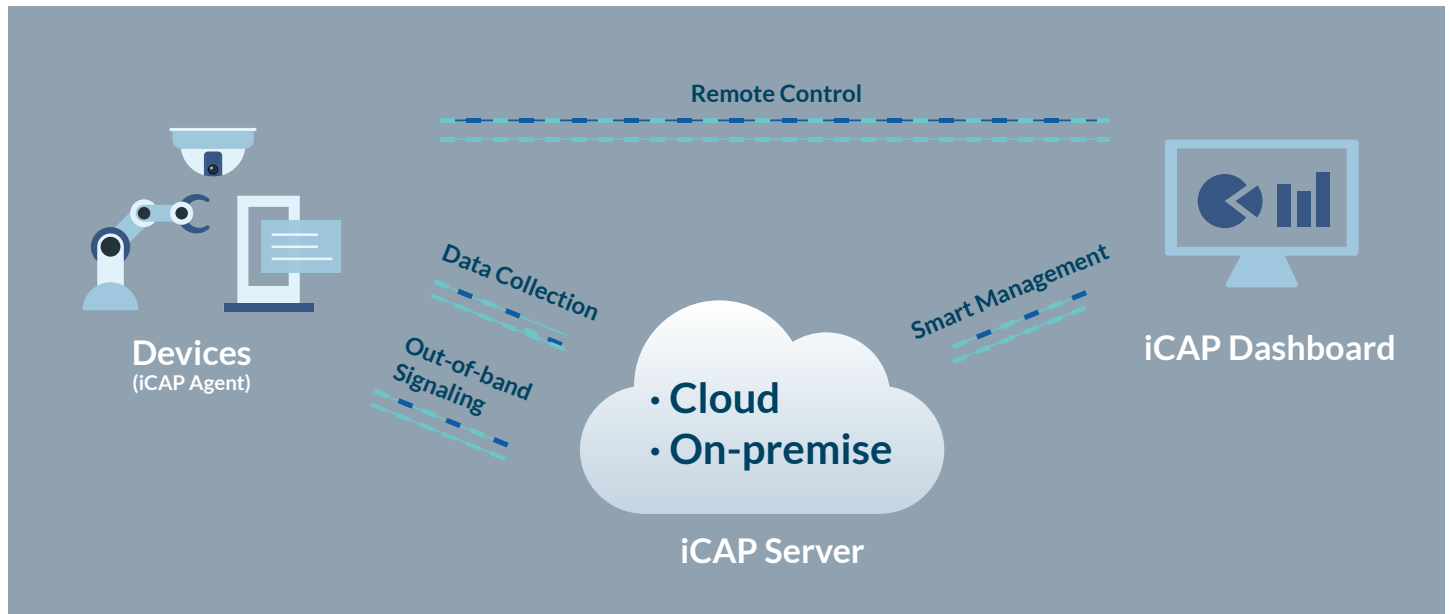 Remote Control
Data Collection
Out-of-band
Signaling
Smart Management
Devices
(iCAP Agent)
iCAP Dashboard
· Cloud
· On-premise
iCAP Server